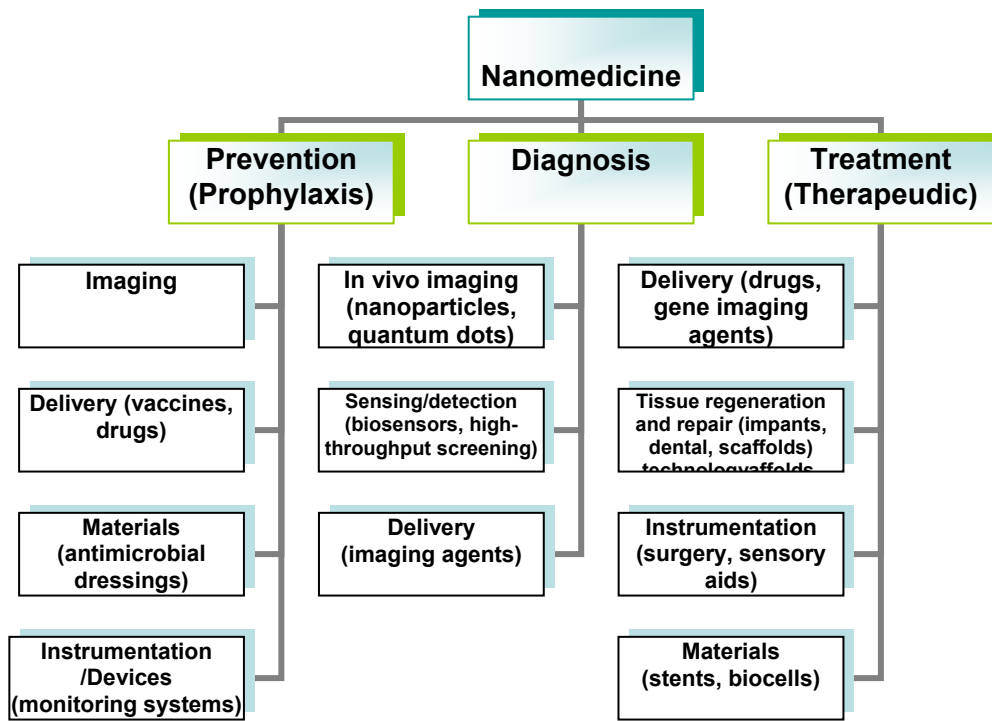 Nanomedicine
Prevention
(Prophylaxis)
Diagnosis
Treatment
(Therapeudic)
Imaging
Delivery (vaccines,
drugs)
Materials
(antimicrobial
dressings)
Instrumentation
/Devices
(monitoring systems)
In vivo imaging
(nanoparticles,
quantum dots)
Sensing/detection
(biosensors, high-
throughput screening)
Delivery
(imaging agents)
Delivery (drugs,
gene imaging
agents)
Tissue regeneration
and repair (impants,
dental, scaffolds)
technologyaffolds
Instrumentation
(surgery, sensory
aids)
Materials
(stents, biocells)